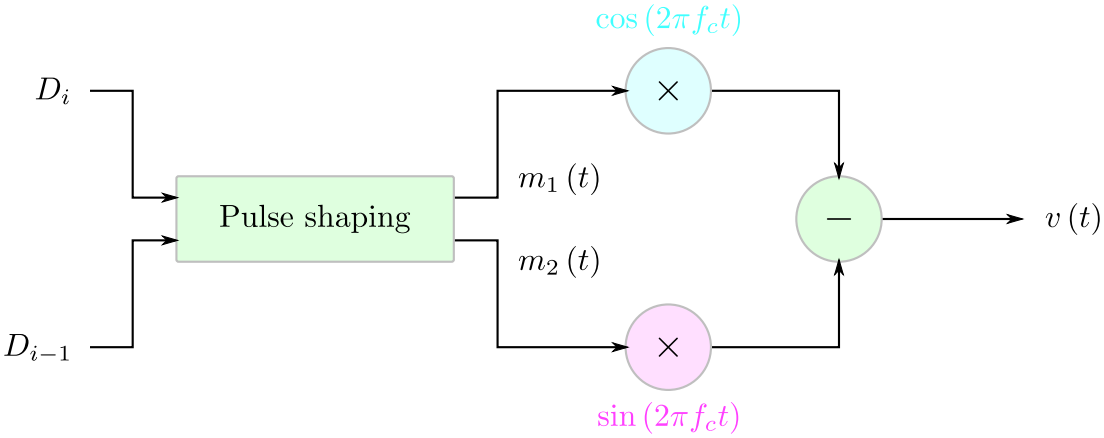 cos (2πf_c t)
D_i
×
m_1 (t)
Pulse shaping
−
v (t)
m_2 (t)
D_{i−1}
×
sin (2πf_c t)